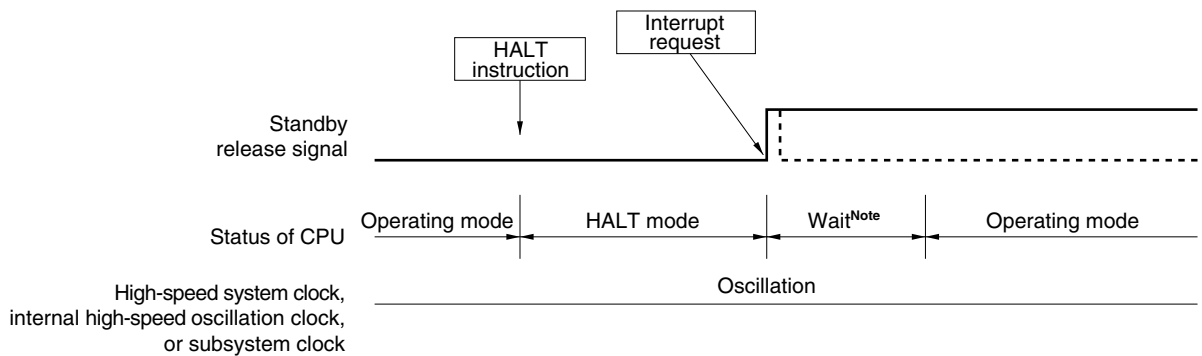 Interrupt
request
HALT
instruction
Standby
release signal
Status of CPU
Operating mode
HALT mode
WaitNote
Operating mode
High-speed system clock,
internal high-speed oscillation clock,
or subsystem clock
Oscillation